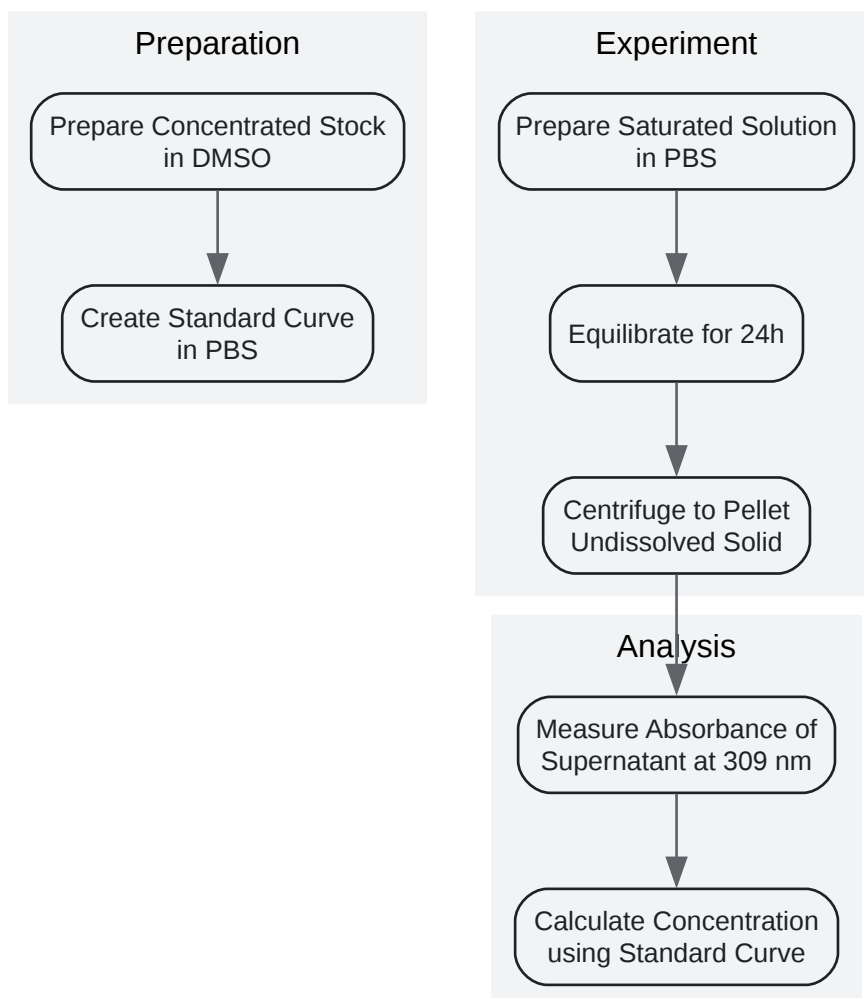 Preparation
Prepare Concentrated Stock
in DMSO
Create Standard Curve
in PBS
Experiment
Prepare Saturated Solution
in PBS
Equilibrate for 24h
Centrifuge to Pellet
Undissolved Solid
Analysis
Measure Absorbance of
Supernatant at 309 nm
Calculate Concentration
using Standard Curve